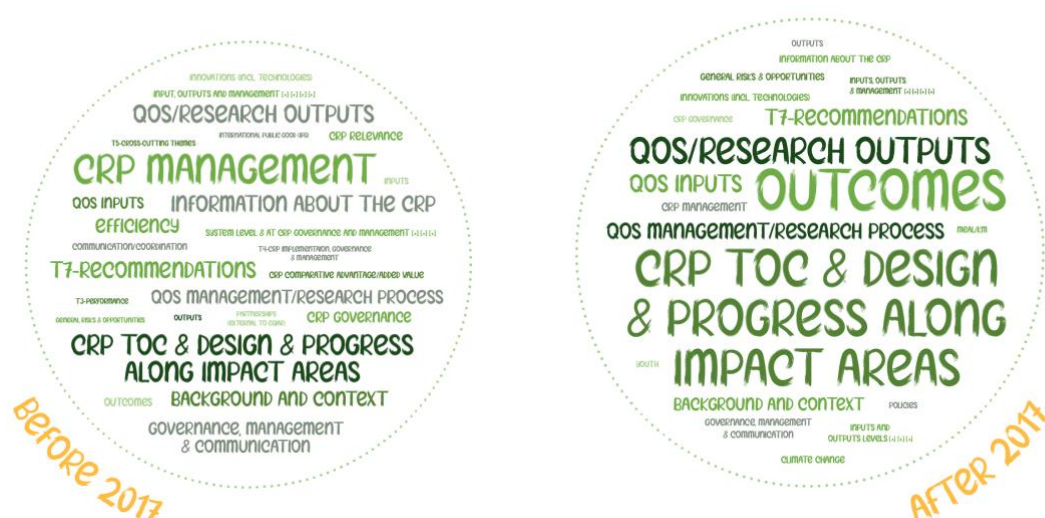 INNOVATIONS (INCL. TECHNOLOGIES)
INPUT, OUTPUTS AND MANAGEMENT (+) (+) (+) (+)
QOS/RESEARCH OUTPUTS
INTERNATIONAL PUBLIC GOOD
CRP RELEVANCE
T5-CROSS-CUTTING THEMES
CRP MANAGEMENT
INPUTS
QOS INPUTS
INFORMATION ABOUT THE CRP
EFFICIENCY
SYSTEM LEVEL & AT CRP GOVERNANCE AND MANAGEMENT
COMMUNICATION/COORDINATION
T4-CRP
GOVERNANCE
& MANAGEMENT
T7-RECOMMENDATIONS
CRP COMPARATIVE ADVANTAGE/ADDED VALUE
T3-PERFORMANCE
QOS MANAGEMENT/RESEARCH PROCESS
GENERAL RISKS & OPPORTUNITIES
OUTPUTS
PARTNERSHIPS
(EXTERNAL TO CGIAR)
CRP GOVERNANCE
CRP TOC & DESIGN & PROGRESS
ALONG IMPACT AREAS
OUTCOMES
BACKGROUND AND CONTEXT
GOVERNANCE, MANAGEMENT
& COMMUNICATION
BEFORE 2017
OUTPUTS
INFORMATION ABOUT THE CRP
GENERAL RISKS & OPPORTUNITIES
INPUTS, OUTPUTS
& MANAGEMENT
INNOVATIONS (INCL. TECHNOLOGIES)
CRP GOVERNANCE
T7-RECOMMENDATIONS
QOS/RESEARCH OUTPUTS
QOS INPUTS
OUTCOMES
CRP MANAGEMENT
QOS MANAGEMENT/RESEARCH PROCESS
MEAL/LM
CRP TOC & DESIGN
& PROGRESS ALONG
IMPACT AREAS
YOUTH
BACKGROUND AND CONTEXT
POLICIES
GOVERNANCE, MANAGEMENT
& COMMUNICATION
INPUTS AND
OUTPUTS LEVELS
CLIMATE CHANGE
AFTER 2017